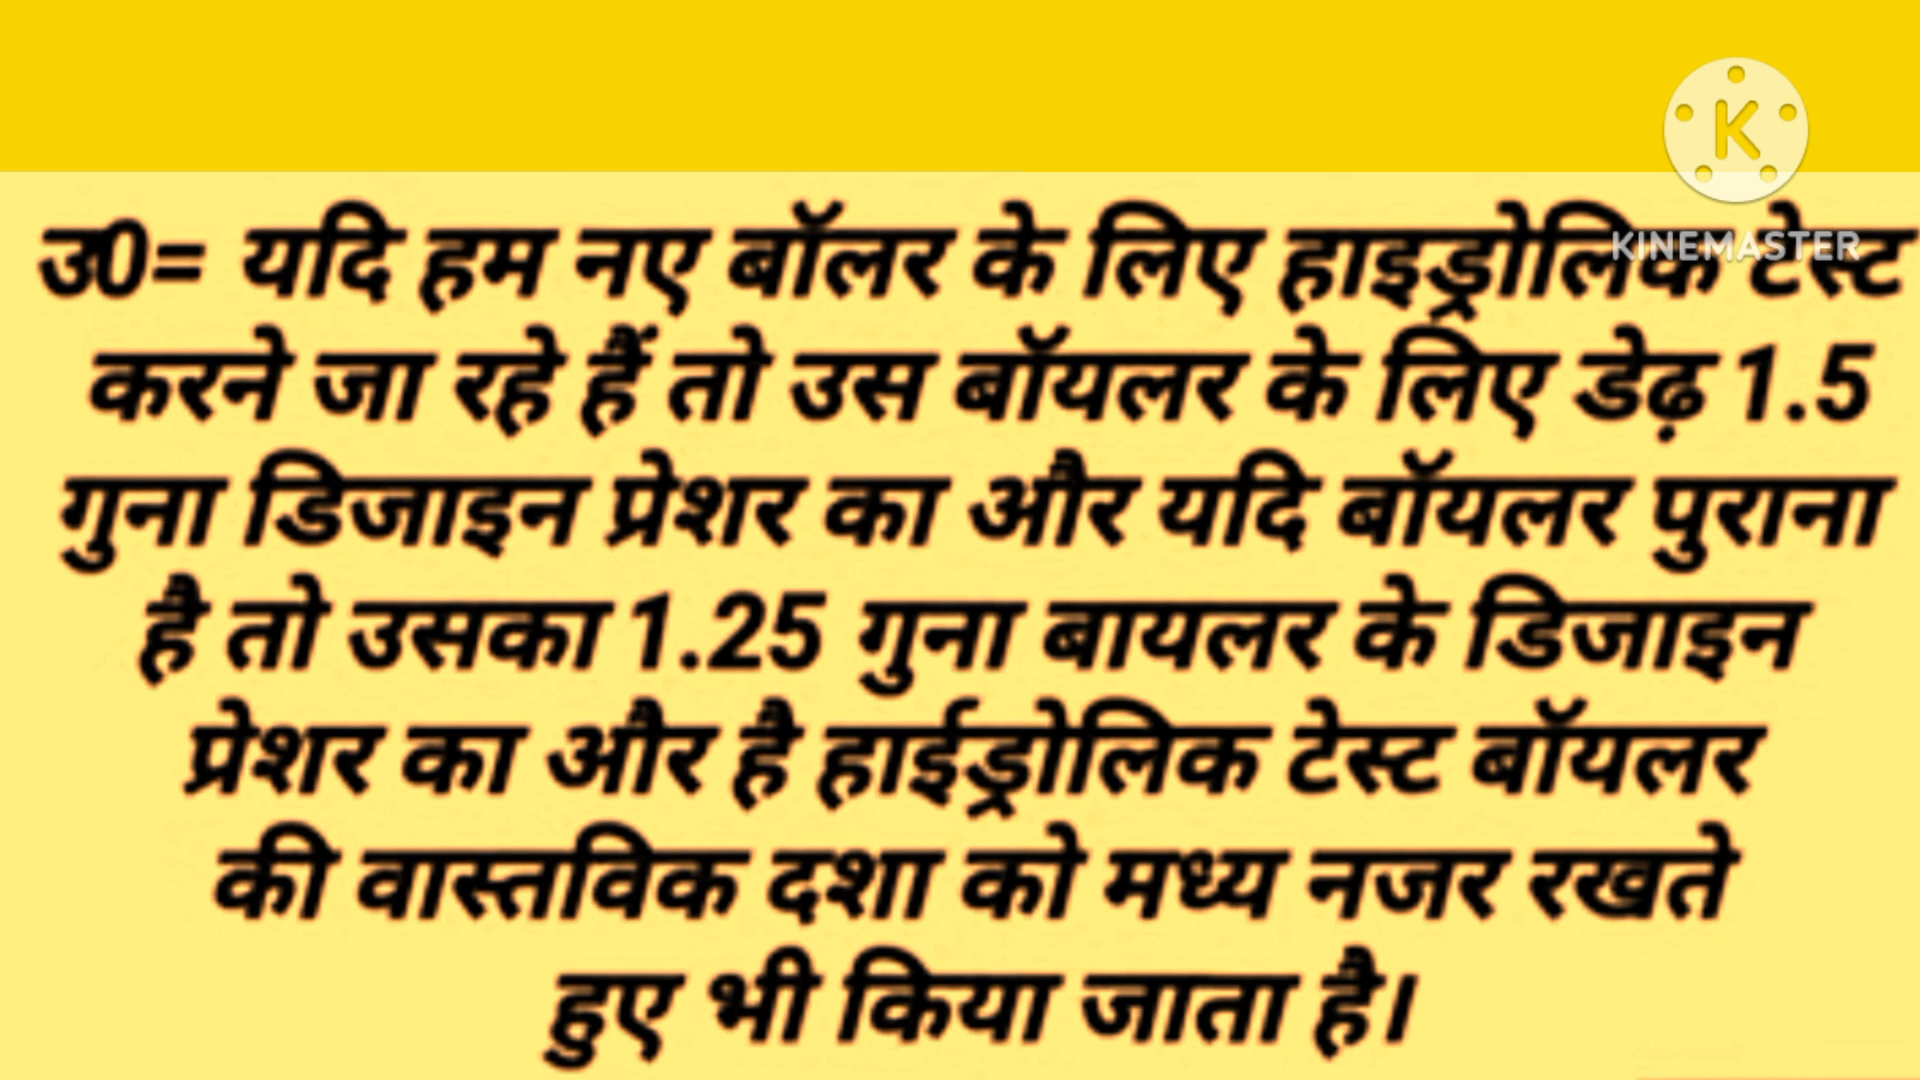 KINEMASTER
उ0= यदि हम नए बॉलर के लिए हाइड्रोलिक टेस्ट
करने जा रहे हैं तो उस बॉयलर के लिए डेढ़ 1.5
गुना डिजाइन प्रेशर का और यदि बॉयलर पुराना
है तो उसका 1.25 गुना बायलर के डिजाइन
प्रेशर का और है हाईड्रोलिक टेस्ट बॉयलर
की वास्तविक दशा को मध्य नजर रखते
हुए भी किया जाता है।